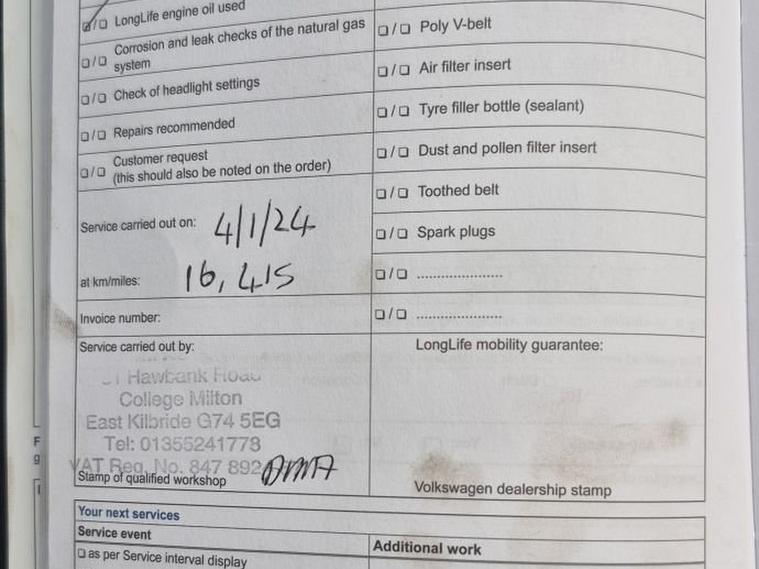 LongLife engine oil used
Corrosion and leak checks of the natural gas
system
Check of headlight settings
Repairs recommended
Customer request
(this should also be noted on the order)
Service carried out on: 4/1/24
at km/miles: 16,415
Invoice number:
Service carried out by:
Hawbank Road
College Milton
East Kilbride G74 5EG
Tel: 01355241778
VAT Reg. No. 847 892
Stamp of qualified workshop
Poly V-belt
Air filter insert
Tyre filler bottle (sealant)
Dust and pollen filter insert
Toothed belt
Spark plugs
LongLife mobility guarantee:
Volkswagen dealership stamp
Your next services
Service event
Additional work
as per Service interval display